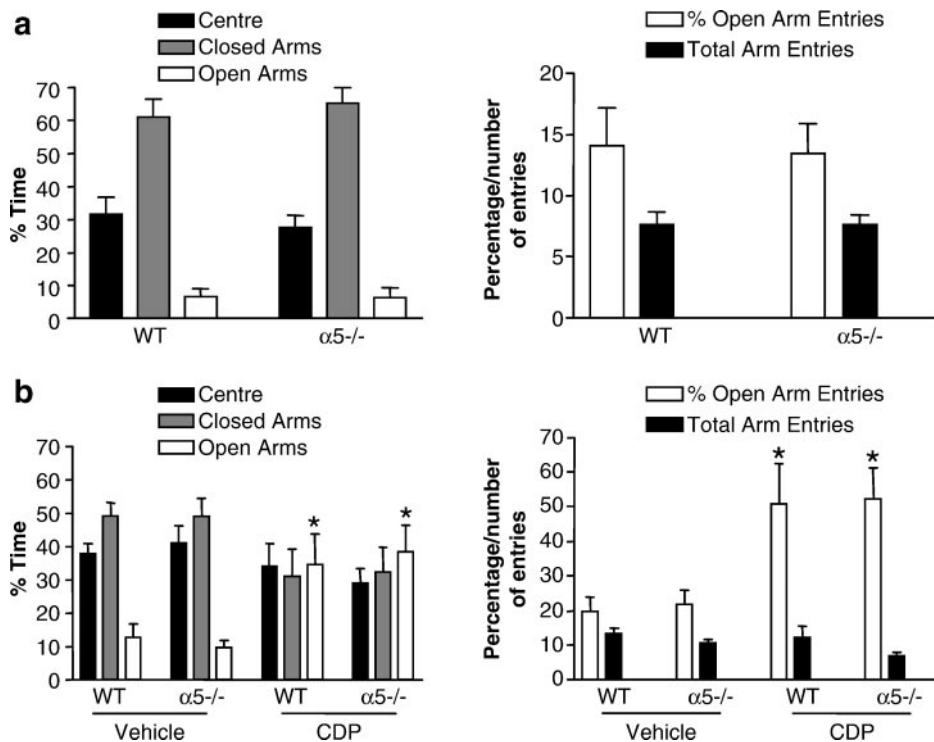 a
Centre
Closed Arms
Open Arms
% Time
70
60
50
40
30
20
10
0
WT
α5-/-
% Open Arm Entries
Total Arm Entries
Percentage/number
of entries
20
15
10
5
0
WT
α5-/-
b
Centre
Closed Arms
Open Arms
% Time
70
60
50
40
30
20
10
0
* *
WT α5-/- WT α5-/-
Vehicle CDP
% Open Arm Entries
Total Arm Entries
Percentage/number
of entries
70
60
50
40
30
20
10
0
* *
WT α5-/- WT α5-/-
Vehicle CDP